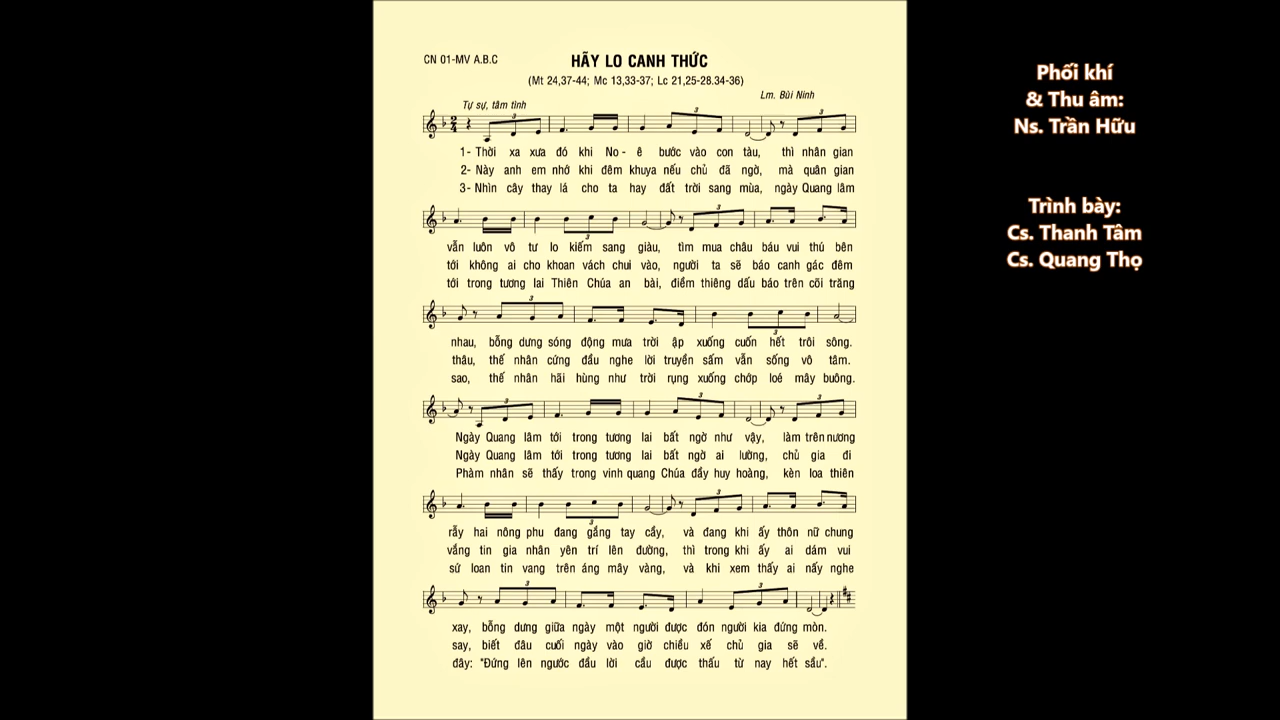 CN 01-MV A.B.C
HÃY LO CANH THỨC
(Mt 24,37-44; Mc 13,33-37; Lc 21,25-28.34-36)
Lm. Bùi Ninh
Tự sự, tâm tình
1- Thời xa xưa đó khi No - ê bước vào con tàu, thì nhân gian
2- Này anh em nhớ khi đêm khuya nếu chủ đã ngờ, mà quân gian
3- Nhìn cây thay lá cho ta hay đất trời sang mùa, ngày Quang lâm
vẫn luôn vô tư lo kiếm sang giàu, tìm mua châu báu vui thú bên
tới không ai cho khoan vách chui vào, người ta sẽ báo canh gác đêm
tới trong tương lai Thiên Chúa an bài, điềm thiêng dấu báo trên cõi trăng
nhau, bỗng dưng sóng động mưa trời ập xuống cuốn hết trôi sông.
thâu, thế nhân cứng đầu nghe lời truyền sấm vẫn sống vô tâm.
sao, thế nhân hãi hùng như trời rụng xuống chớp loé mây buông.
Ngày Quang lâm tới trong tương lai bất ngờ như vậy, làm trên nương
Ngày Quang lâm tới trong tương lai bất ngờ ai lường, chủ gia đi
Phàm nhân sẽ thấy trong vinh quang Chúa đầy huy hoàng, kèn loa thiên
rẫy hai nông phu đang gắng tay cầy, và đang khi ấy thôn nữ chung
vắng tin gia nhân yên trí lên đường, thì trong khi ấy ai dám vui
sứ loan tin vang trên áng mây vàng, và khi xem thấy ai nấy nghe
xay, bỗng dưng giữa ngày một người được đón người kia đứng mòn.
say, biết đâu cuối ngày vào giờ chiều xế chủ gia sẽ về.
đây: "Đứng lên ngước đầu lời cầu được thấu từ nay hết sầu".
Phối khí
& Thu âm:
Ns. Trần Hữu
Trình bày:
Cs. Thanh Tâm
Cs. Quang Thọ